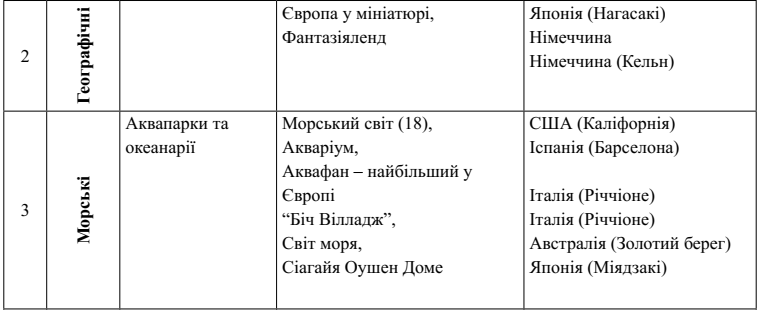 2
Географічні
Європа у мініатюрі,
Фантазіяленд
Японія (Нагасакі)
Німеччина
Німеччина (Кельн)
3
Морські
Аквапарки та
океанарії
Морський світ (18),
Акваріум,
Аквафан – найбільший у
Європі
“Біч Вілладж”,
Світ моря,
Сіагайя Оушен Доме
США (Каліфорнія)
Іспанія (Барселона)
Італія (Річчіоне)
Італія (Річчіоне)
Австралія (Золотий берег)
Японія (Міядзакі)